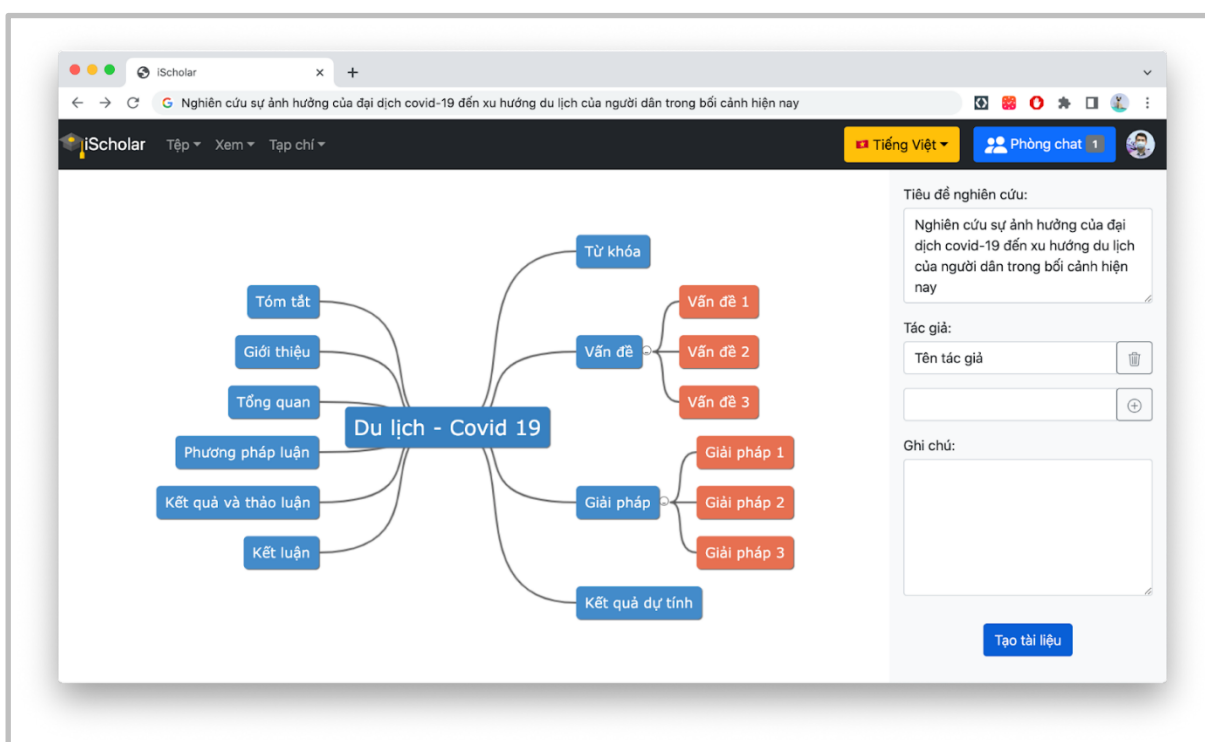 iScholar
Nghiên cứu sự ảnh hưởng của đại dịch covid-19 đến xu hướng du lịch của người dân trong bối cảnh hiện nay
iScholar Tệp Xem Tạp chí Tiếng Việt Phòng chat 1
Tóm tắt
Giới thiệu
Tổng quan
Phương pháp luận
Kết quả và thảo luận
Kết luận
Du lịch - Covid 19
Từ khóa
Vấn đề
Vấn đề 1
Vấn đề 2
Vấn đề 3
Giải pháp
Giải pháp 1
Giải pháp 2
Giải pháp 3
Kết quả dự tính
Tiêu đề nghiên cứu:
Nghiên cứu sự ảnh hưởng của đại
dịch covid-19 đến xu hướng du lịch
của người dân trong bối cảnh hiện
nay
Tác giả:
Tên tác giả
Ghi chú:
Tạo tài liệu